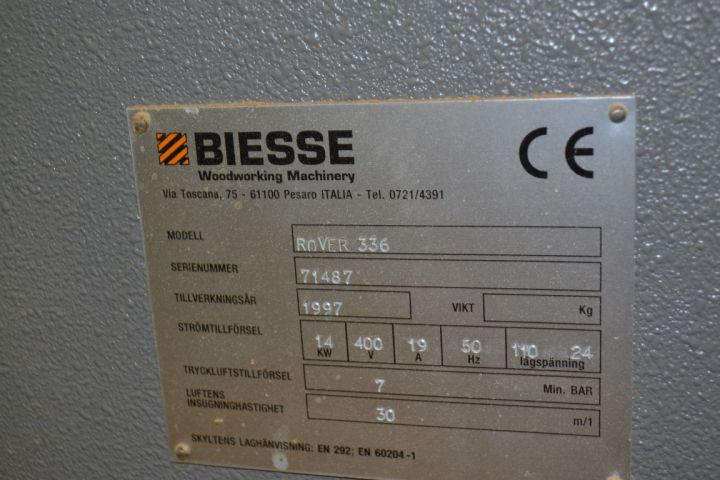 BIESSE
Woodworking Machinery
CE
Via Toscana, 75 - 61100 Pesaro ITALIA - Tel. 0721/4391
MODELL RoVER 336
SERIENUMMER 71487
TILLVERKNINGSÅR 1997 VIKT Kg
STRÖMTILLFÖRSEL 14 KW 400 V 19 A 50 Hz 110 24 lågspänning
TRYCKLUFTSTILLFÖRSEL 7 Min. BAR
LUFTENS
INSUGNINGHASTIGHET 30 m/1
SKYLTENS LAGHÄNVISNING: EN 292; EN 60204-1